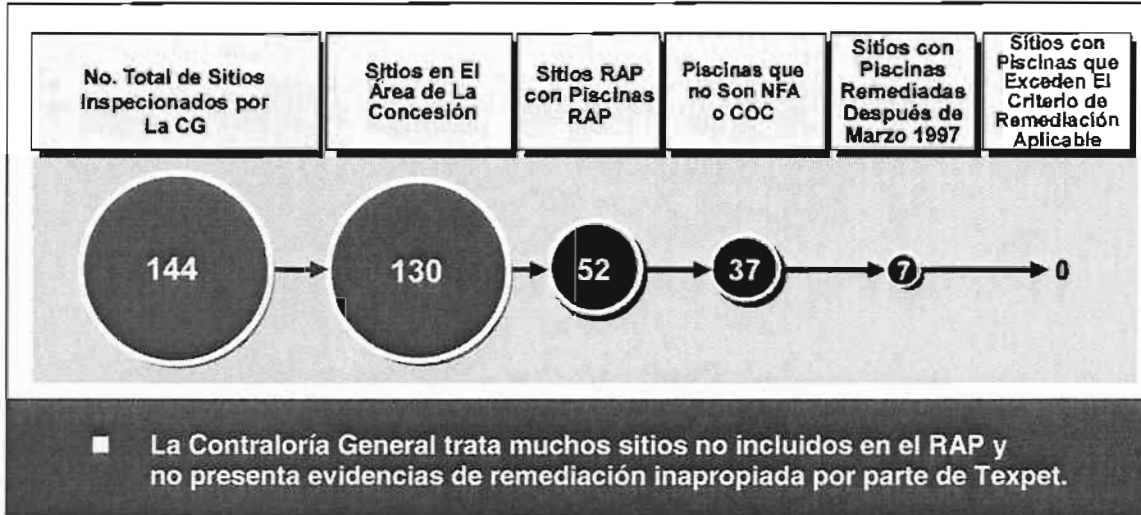 No. Total de Sitios
Inspecionados por
La CG
Sitios en El
Área de La
Concesión
Sitios RAP
con Piscinas
RAP
Piscinas que
no Son NFA
o COC
Sitios con
Piscinas
Remediadas
Después de
Marzo 1997
Sitios con
Piscinas que
Exceden El
Criterio de
Remediación
Aplicable
144
130
52
37
7
0
■ La Contraloría General trata muchos sitios no incluidos en el RAP y
no presenta evidencias de remediación inapropiada por parte de Texpet.